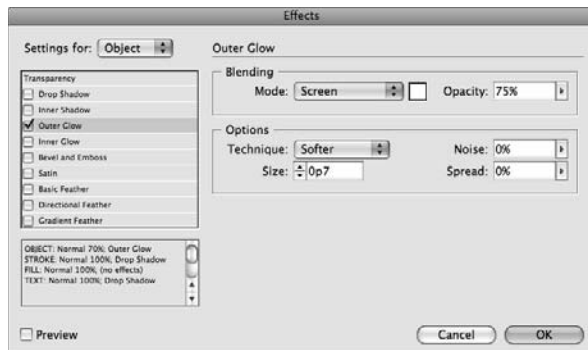 Effects
Settings for: Object
Transparency
Drop Shadow
Inner Shadow
Outer Glow
Inner Glow
Bevel and Emboss
Satin
Basic Feather
Directional Feather
Gradient Feather
OBJECT: Normal 70%; Outer Glow
STROKE: Normal 100%; Drop Shadow
FILL: Normal 100%; (no effects)
TEXT: Normal 100%; Drop Shadow
Preview
Outer Glow
Blending
Mode: Screen Opacity: 75%
Options
Technique: Softer Noise: 0%
Size: 0p7 Spread: 0%
Cancel OK